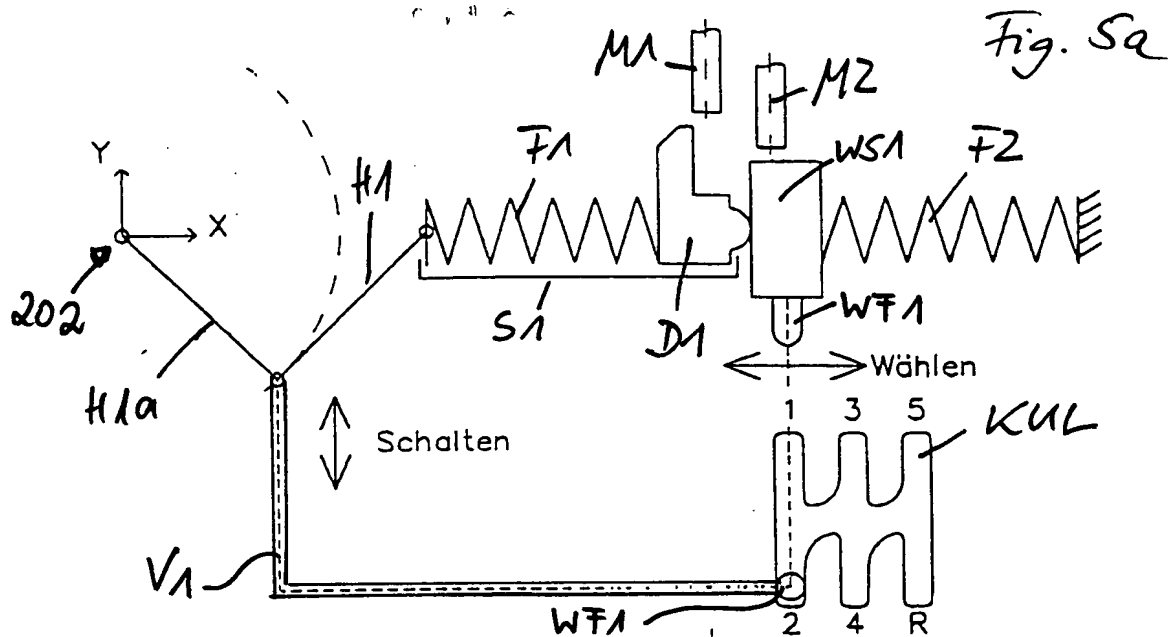 Fig. 5a
M1
M2
Y
X
H1
F1
WS1
F2
202
H1a
S1
D1
WF1
Wählen
Schalten
1 3 5
KUL
V1
WF1
2 4 R